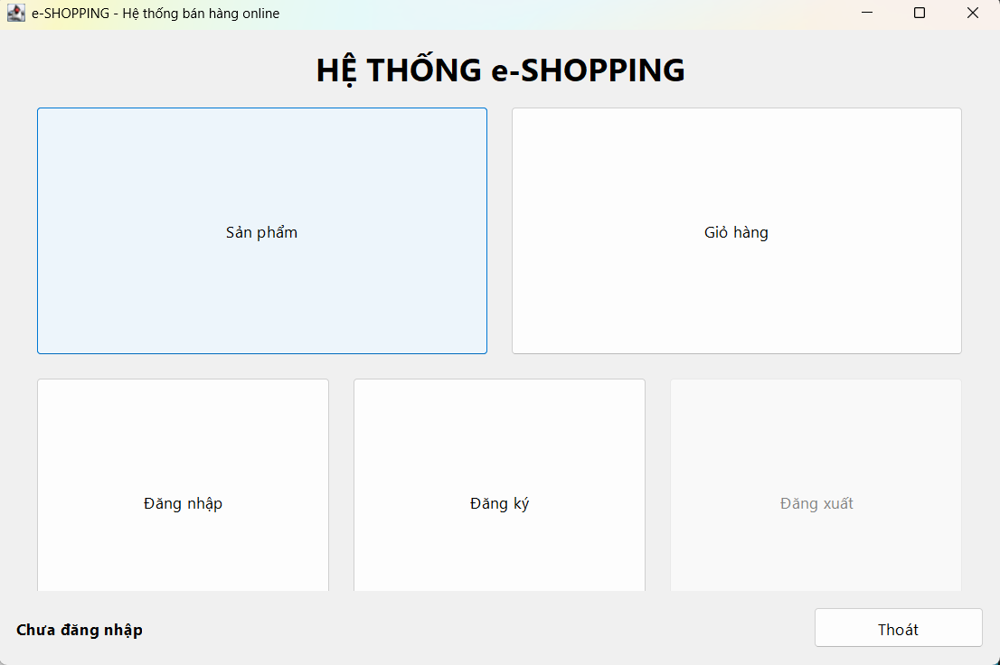 e-SHOPPING - Hệ thống bán hàng online
HỆ THỐNG e-SHOPPING
Sản phẩm
Giỏ hàng
Đăng nhập
Đăng ký
Đăng xuất
Chưa đăng nhập
Thoát